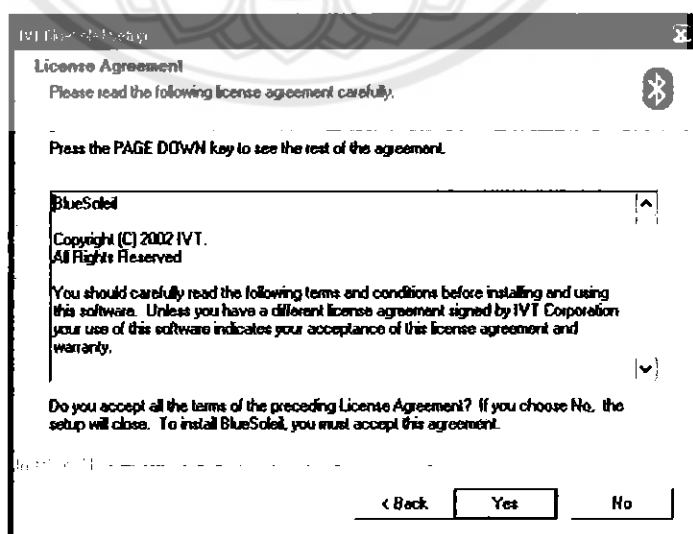 IVT BlueSoleil Setup
License Agreement
Please read the following license agreement carefully.
Press the PAGE DOWN key to see the rest of the agreement.
BlueSoleil
Copyright (C) 2002 IVT.
All Rights Reserved
You should carefully read the following terms and conditions before installing and using
this software. Unless you have a different license agreement signed by IVT Corporation
your use of this software indicates your acceptance of this license agreement and
warranty.
Do you accept all the terms of the preceding License Agreement? If you choose No, the
setup will close. To install BlueSoleil, you must accept this agreement.
< Back
Yes
No